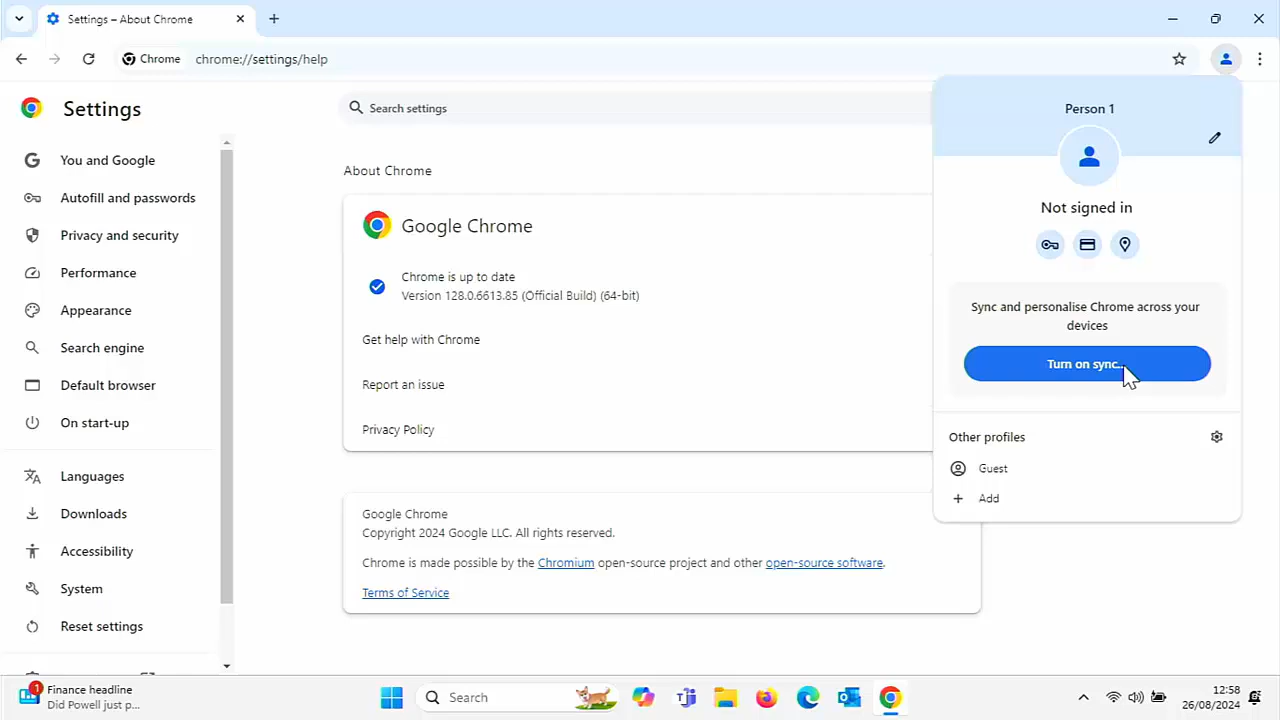 Settings – About Chrome
Chrome
chrome://settings/help
Settings
Search settings
You and Google
Autofill and passwords
Privacy and security
Performance
Appearance
Search engine
Default browser
On start-up
Languages
Downloads
Accessibility
System
Reset settings
About Chrome
Google Chrome
Chrome is up to date
Version 128.0.6613.85 (Official Build) (64-bit)
Get help with Chrome
Report an issue
Privacy Policy
Google Chrome
Copyright 2024 Google LLC. All rights reserved.
Chrome is made possible by the Chromium open-source project and other open-source software.
Terms of Service
Person 1
Not signed in
Sync and personalise Chrome across your
devices
Turn on sync...
Other profiles
Guest
Add
1
Finance headline
Did Powell just p...
Search
12:58
26/08/2024